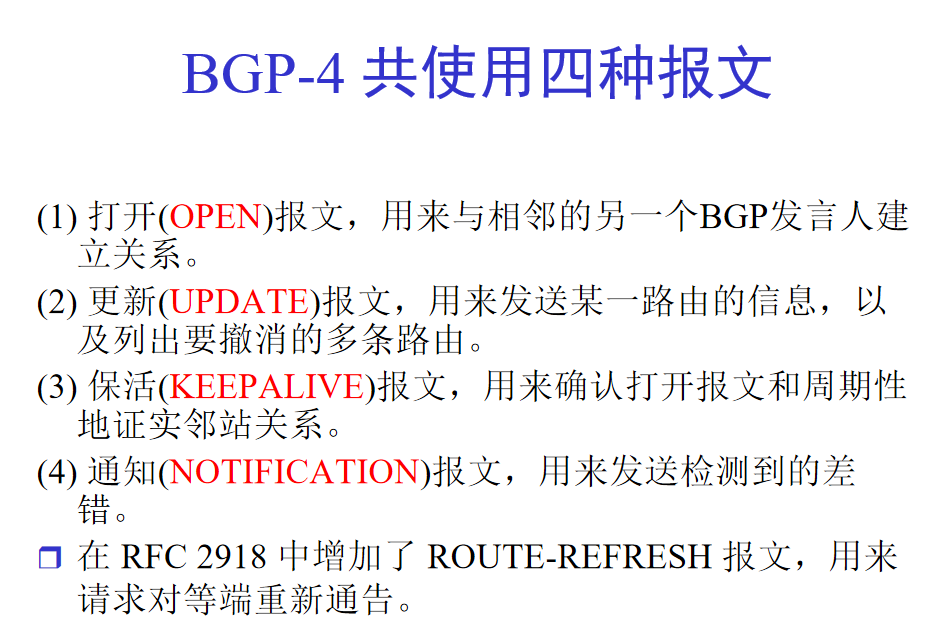 BGP-4 共使用四种报文
(1) 打开(OPEN)报文，用来与相邻的另一个BGP发言人建
立关系。
(2) 更新(UPDATE)报文，用来发送某一路由的信息，以
及列出要撤消的多条路由。
(3) 保活(KEEPALIVE)报文，用来确认打开报文和周期性
地证实邻站关系。
(4) 通知(NOTIFICATION)报文，用来发送检测到的差
错。
❒ 在 RFC 2918 中增加了 ROUTE-REFRESH 报文，用来
请求对等端重新通告。